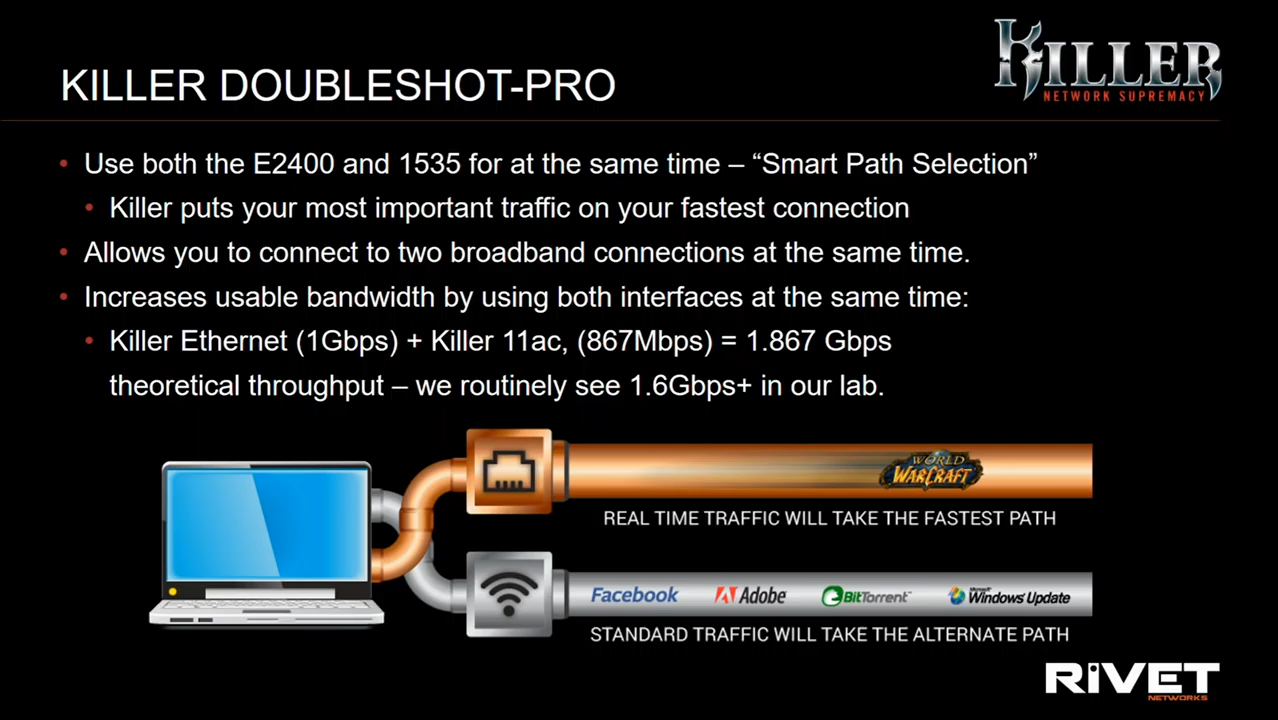 KILLER
NETWORK SUPREMACY
KILLER DOUBLESHOT-PRO
• Use both the E2400 and 1535 for at the same time – “Smart Path Selection”
• Killer puts your most important traffic on your fastest connection
• Allows you to connect to two broadband connections at the same time.
• Increases usable bandwidth by using both interfaces at the same time:
• Killer Ethernet (1Gbps) + Killer 11ac, (867Mbps) = 1.867 Gbps
theoretical throughput – we routinely see 1.6Gbps+ in our lab.
WORLD
WARCRAFT
REAL TIME TRAFFIC WILL TAKE THE FASTEST PATH
Facebook Adobe BitTorrent Microsoft Windows Update
STANDARD TRAFFIC WILL TAKE THE ALTERNATE PATH
RIVET
NETWORKS